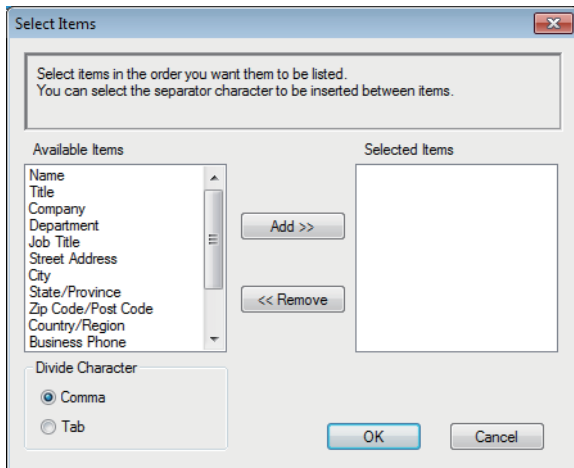 Select Items
Select items in the order you want them to be listed.
You can select the separator character to be inserted between items.
Available Items
Selected Items
Name
Title
Company
Department
Job Title
Street Address
City
State/Province
Zip Code/Post Code
Country/Region
Business Phone
Add >>
<< Remove
Divide Character
Comma
Tab
OK
Cancel